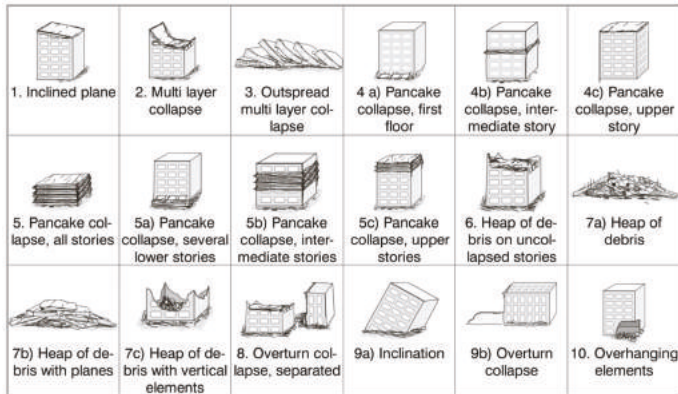 1. Inclined plane
2. Multi layer
collapse
3. Outspread
multi layer col-
lapse
4 a) Pancake
collapse, first
floor
4b) Pancake
collapse, inter-
mediate story
4c) Pancake
collapse, upper
story
5. Pancake col-
lapse, all stories
5a) Pancake
collapse, several
lower stories
5b) Pancake
collapse, inter-
mediate stories
5c) Pancake
collapse, upper
stories
6. Heap of de-
bris on uncol-
lapsed stories
7a) Heap of
debris
7b) Heap of de-
bris with planes
7c) Heap of de-
bris with vertical
elements
8. Overturn col-
lapse, separated
9a) Inclination
9b) Overturn
collapse
10. Overhanging
elements